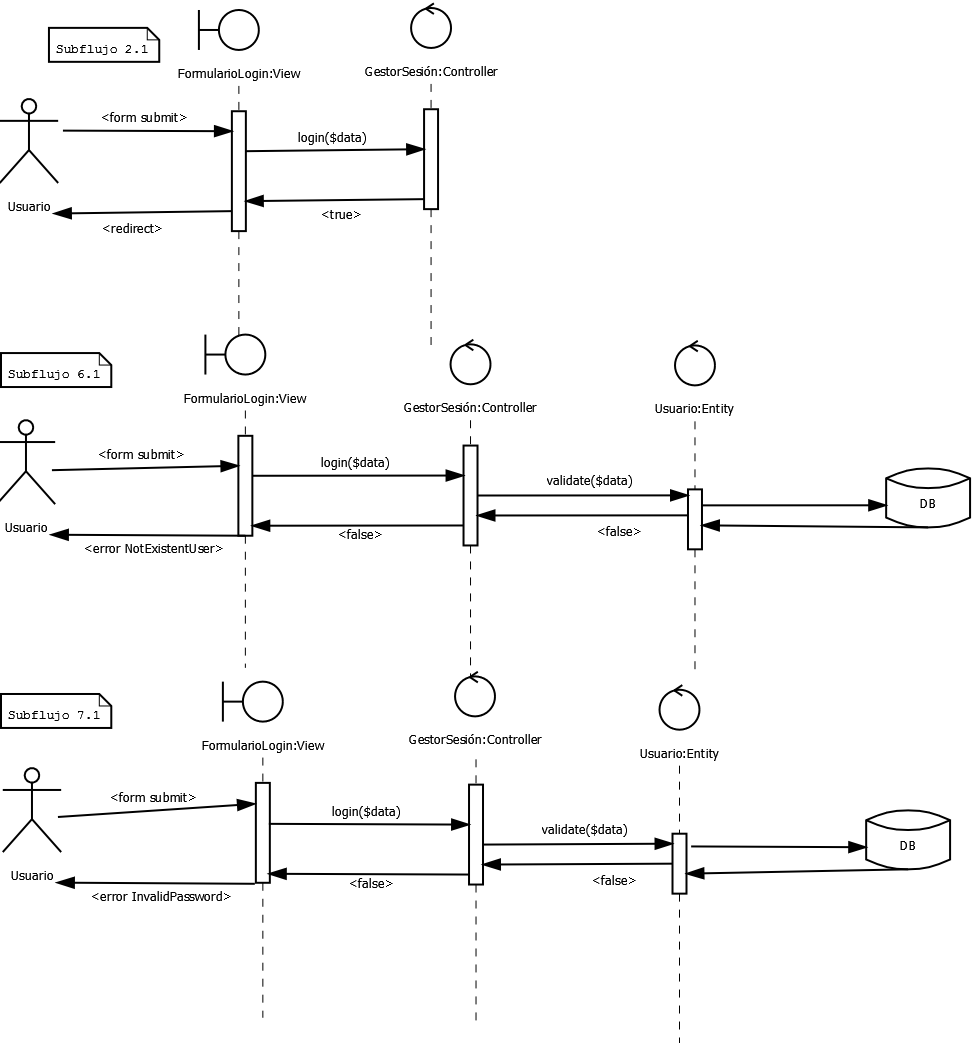 Subflujo 2.1
FormularioLogin:View
GestorSesión:Controller
<form submit>
login($data)
Usuario
<true>
<redirect>
Subflujo 6.1
FormularioLogin:View
GestorSesión:Controller
Usuario:Entity
<form submit>
login($data)
validate($data)
DB
Usuario
<false>
<false>
<error NotExistentUser>
Subflujo 7.1
FormularioLogin:View
GestorSesión:Controller
Usuario:Entity
<form submit>
login($data)
validate($data)
DB
Usuario
<false>
<false>
<error InvalidPassword>